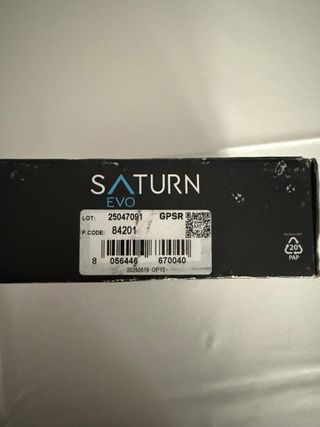 SATURN
EVO
LOT: 25047091 GPSR
P.CODE: 84201
8 056446 670040
20250619 OP10 -
20
PAP